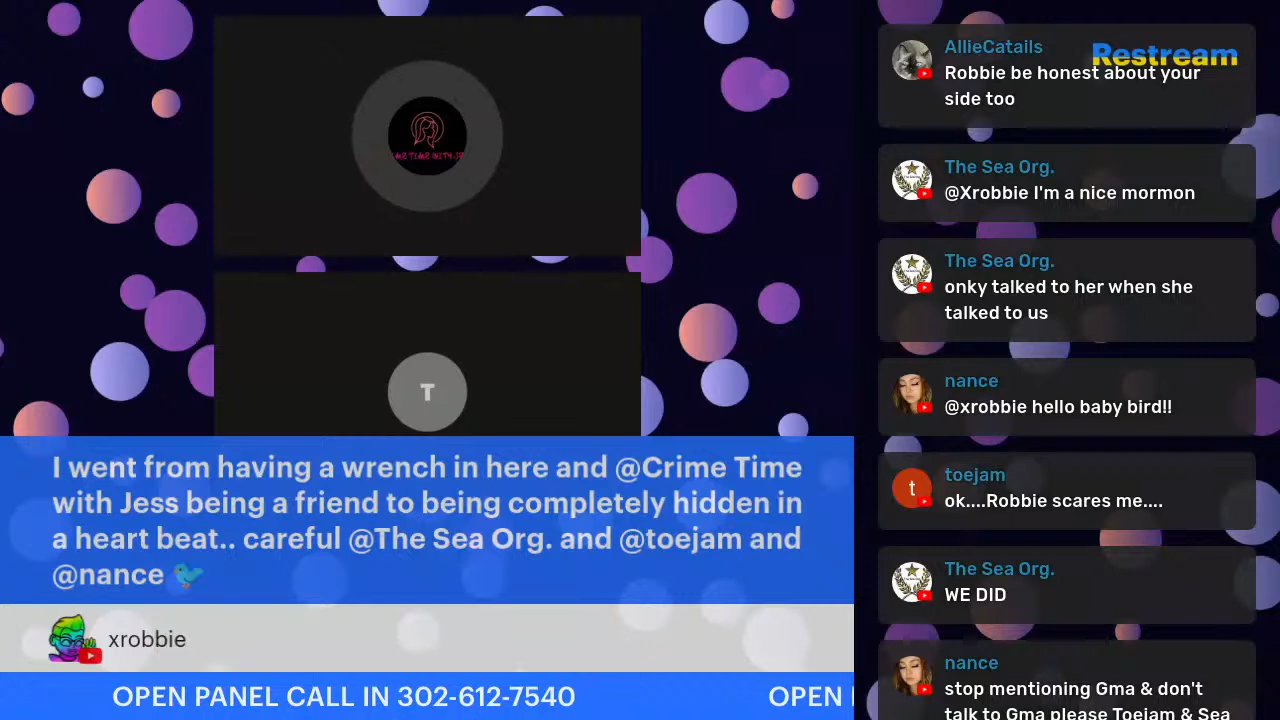 T
I went from having a wrench in here and @Crime Time
with Jess being a friend to being completely hidden in
a heart beat.. careful @The Sea Org. and @toejam and
@nance 🐦
xrobbie
OPEN PANEL CALL IN 302-612-7540
OPEN
Restream
AllieCatails
Robbie be honest about your
side too
The Sea Org.
@Xrobbie I'm a nice mormon
The Sea Org.
onky talked to her when she
talked to us
nance
@xrobbie hello baby bird!!
t
toejam
ok....Robbie scares me....
The Sea Org.
WE DID
nance
stop mentioning Gma & don't
talk to Gma please Toejam & Sea